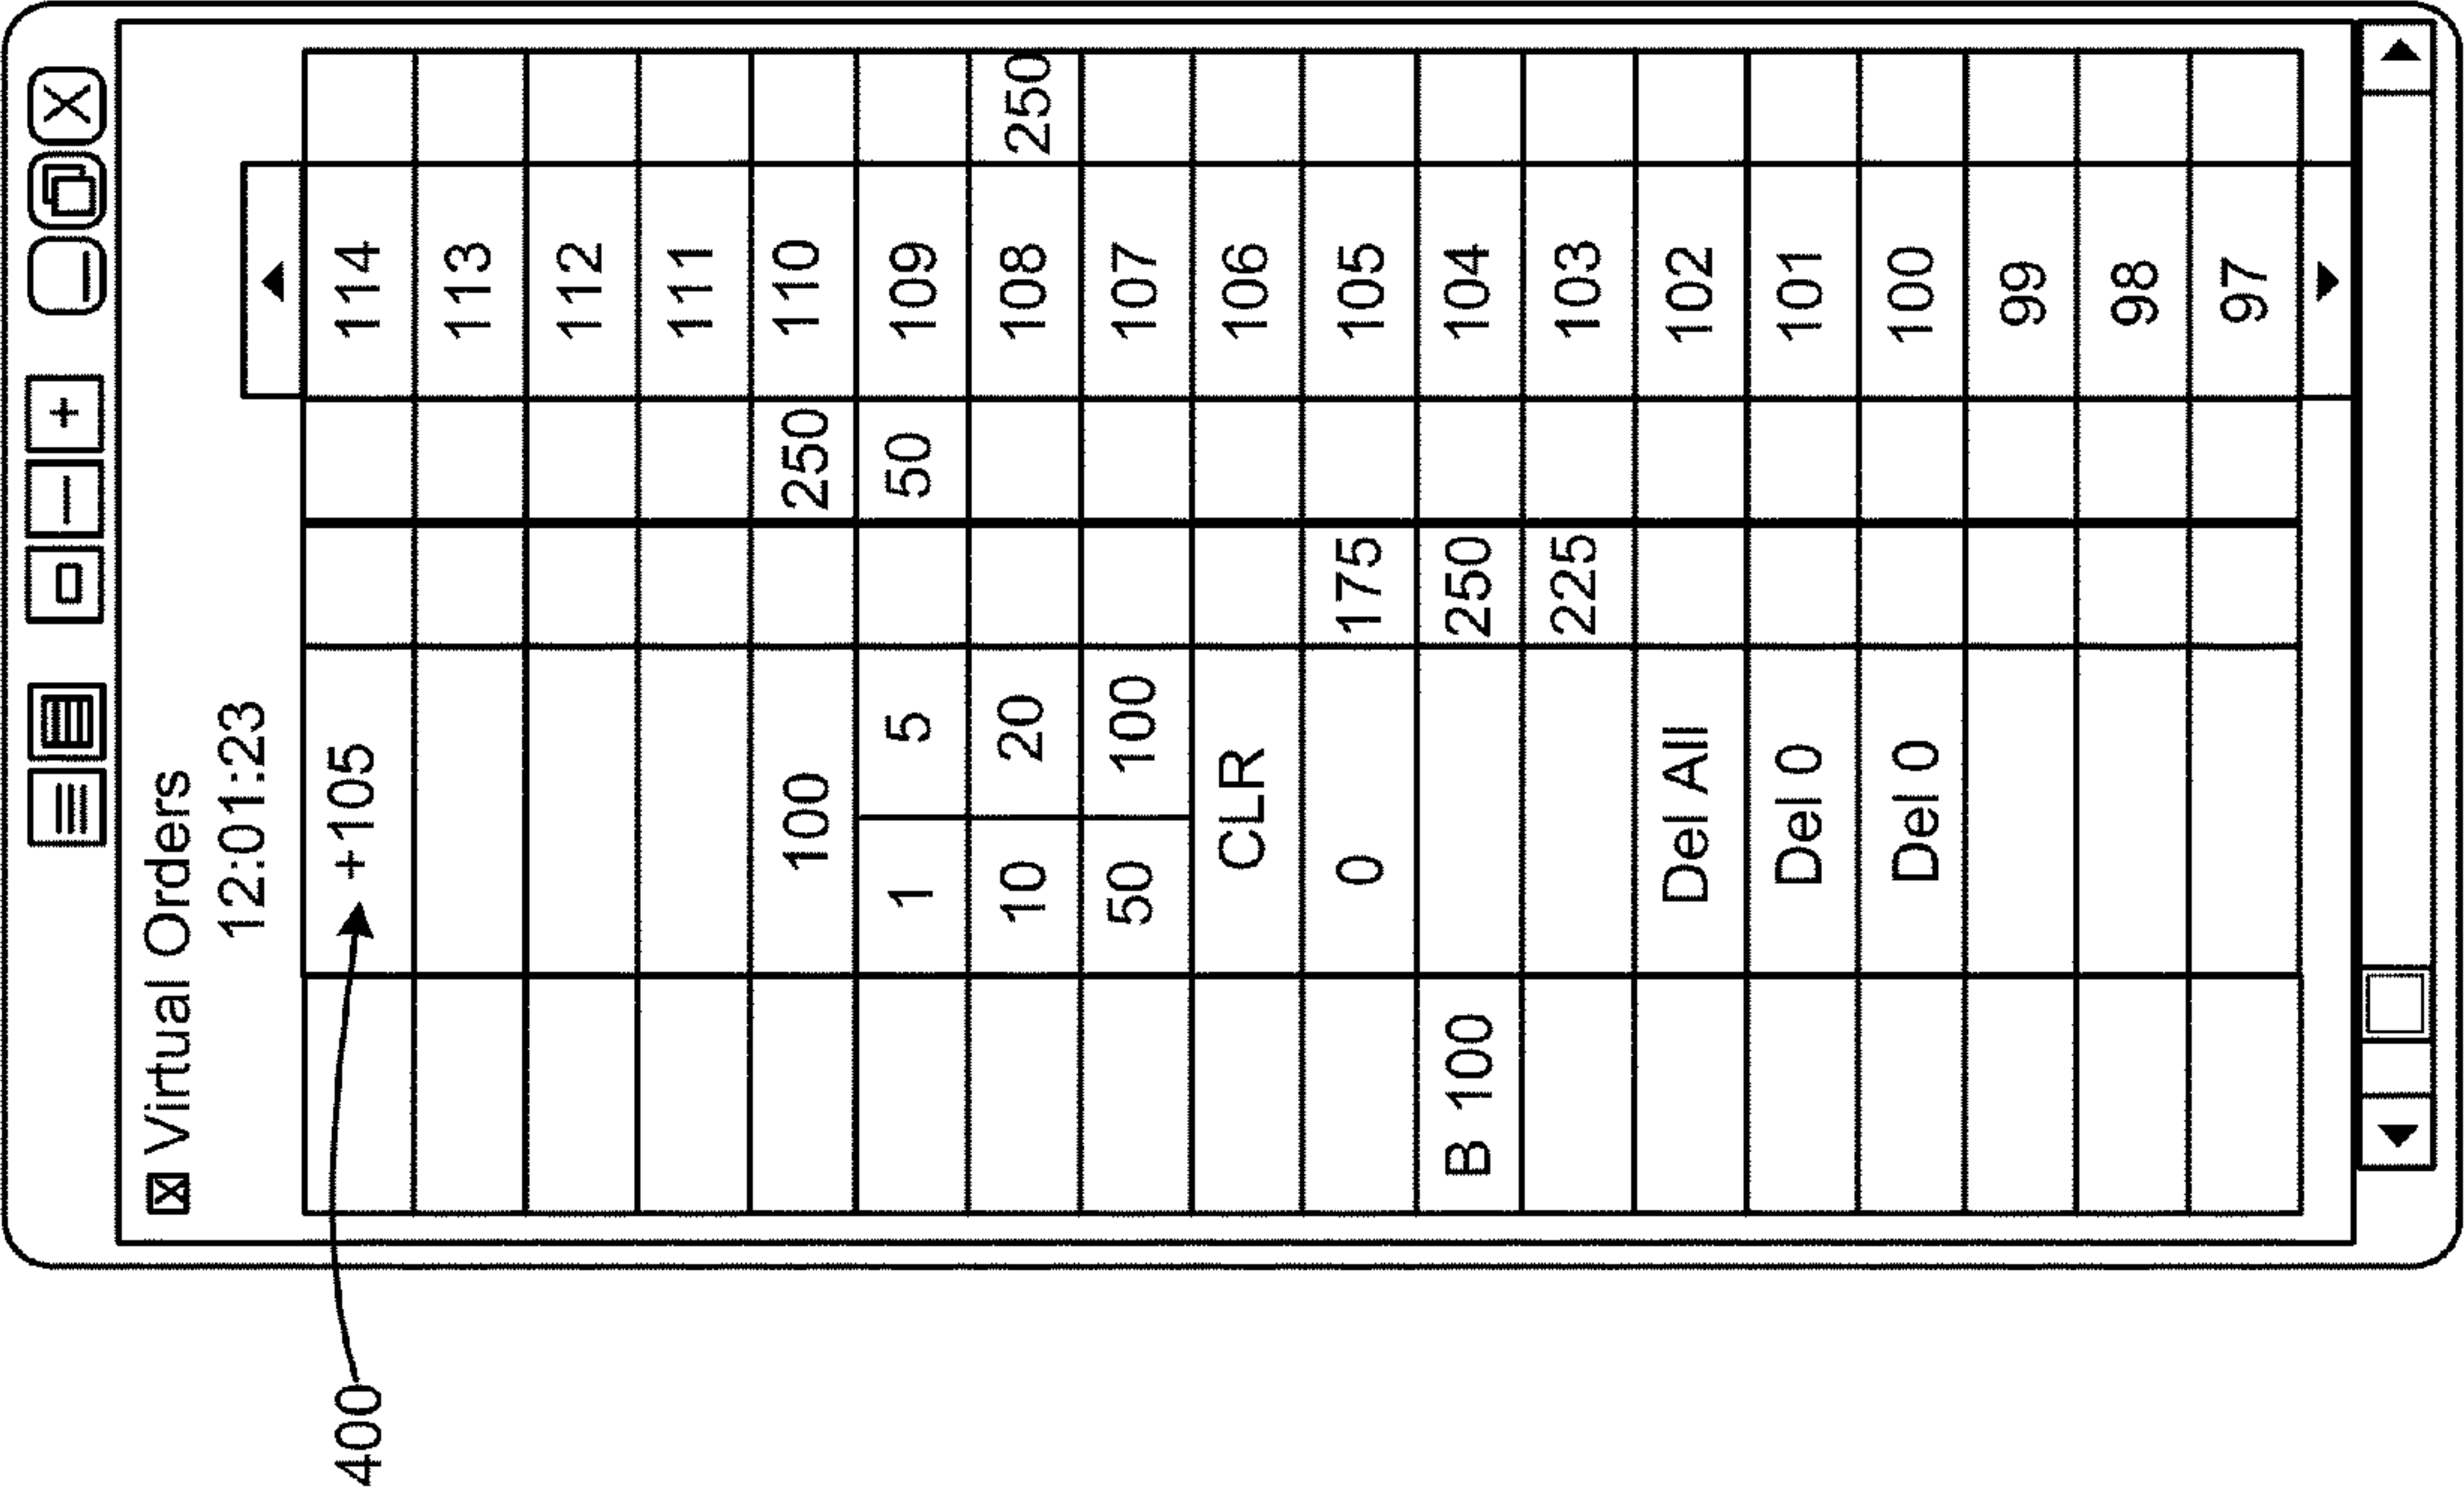 − + X
X Virtual Orders
12:01:23
400 +105 114
113
112
111
100 250 110
1 5 50 109
10 20 108 250
50 100 107
CLR 106
0 175 105
B 100 250 104
225 103
Del All 102
Del 0 101
Del 0 100
99
98
97